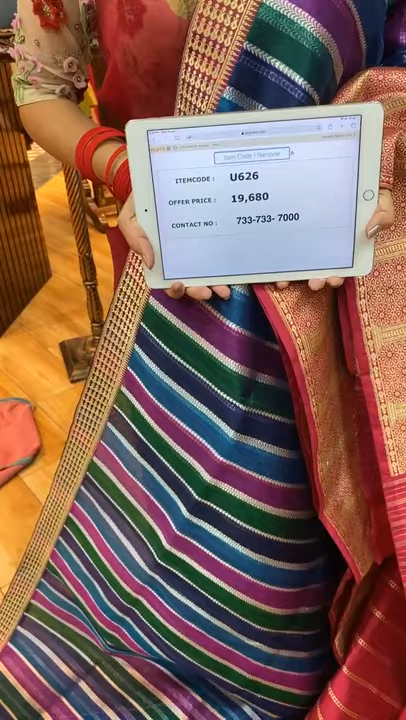 Item Code / Barcode
ITEMCODE : U626
OFFER PRICE : 19,680
CONTACT NO : 733-733- 7000